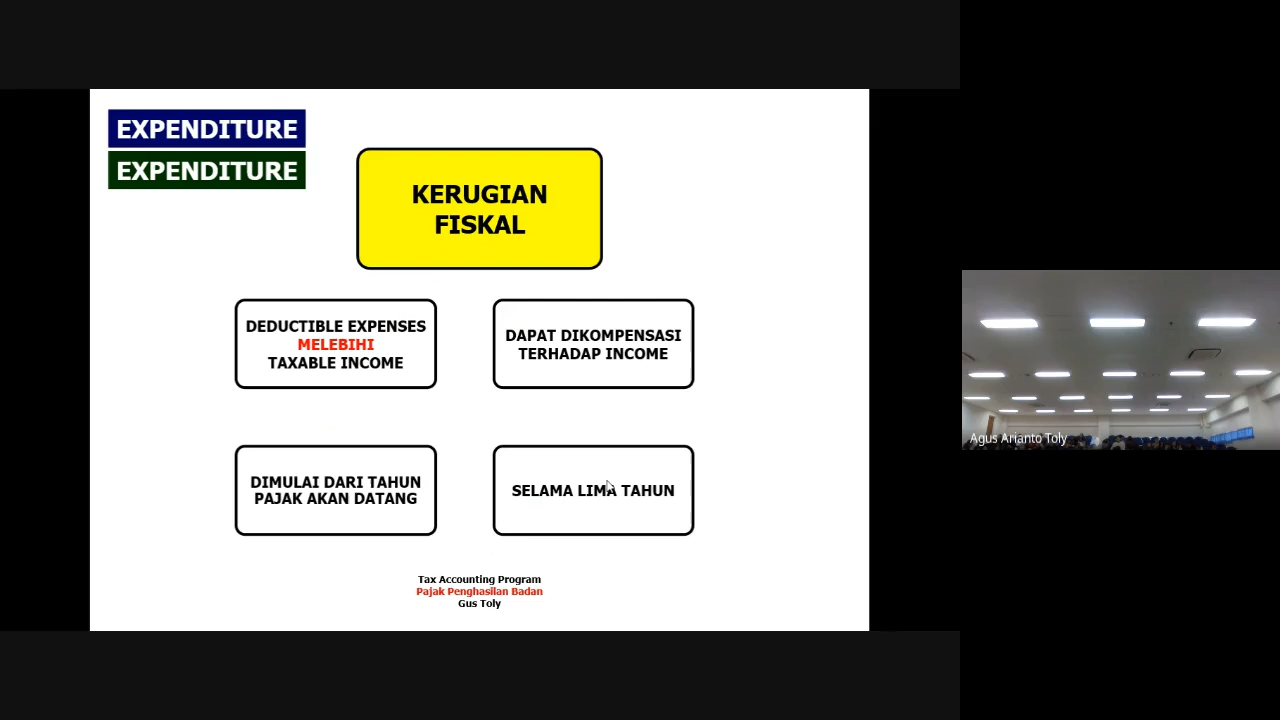 EXPENDITURE
EXPENDITURE
KERUGIAN
FISKAL
DEDUCTIBLE EXPENSES
MELEBIHI
TAXABLE INCOME
DAPAT DIKOMPENSASI
TERHADAP INCOME
DIMULAI DARI TAHUN
PAJAK AKAN DATANG
SELAMA LIMA TAHUN
Tax Accounting Program
Pajak Penghasilan Badan
Gus Toly
Agus Arianto Toly